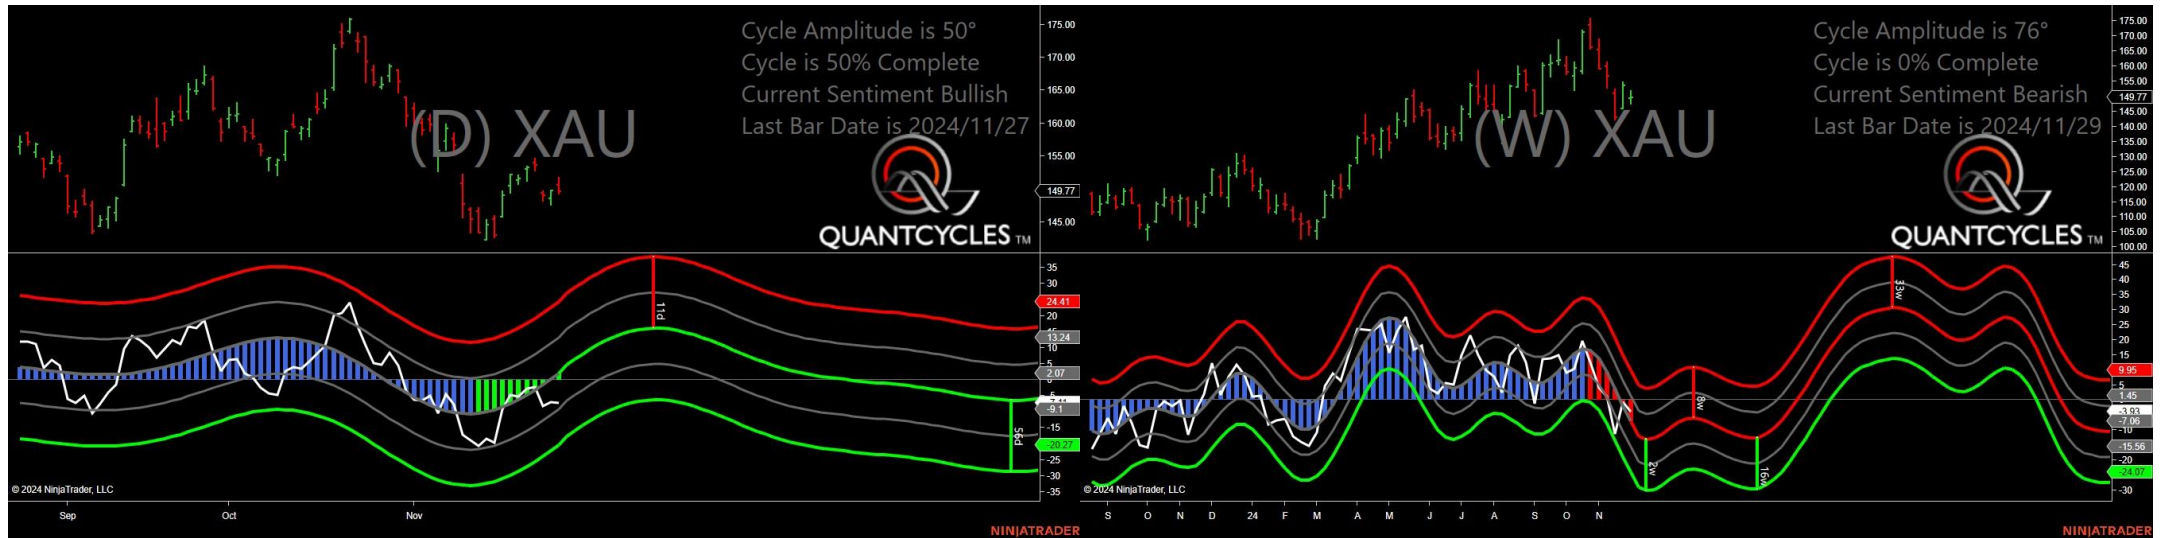 Cycle Amplitude is 50°
Cycle is 50% Complete
Current Sentiment Bullish
Last Bar Date is 2024/11/27
(D) XAU
QUANTCYCLES TM
175.00
170.00
165.00
160.00
155.00
149.77
145.00
35
30
24.41
20
13.24
10
5
2.07
-9.1
-15
-20.27
-25
-30
-35
11d
56d
© 2024 NinjaTrader, LLC
Sep Oct Nov
NINJATRADER
Cycle Amplitude is 76°
Cycle is 0% Complete
Current Sentiment Bearish
Last Bar Date is 2024/11/29
(W) XAU
QUANTCYCLES TM
175.00
170.00
165.00
160.00
155.00
149.77
145.00
140.00
135.00
130.00
125.00
120.00
115.00
110.00
105.00
100.00
45
35
30
25
20
15
9.95
5
1.45
-3.93
-7.06
-10
-15.56
-20
-24.07
-30
33w
8w
2w
16w
© 2024 NinjaTrader, LLC
S O N D 24 F M A M J J A S O N
NINJATRADER